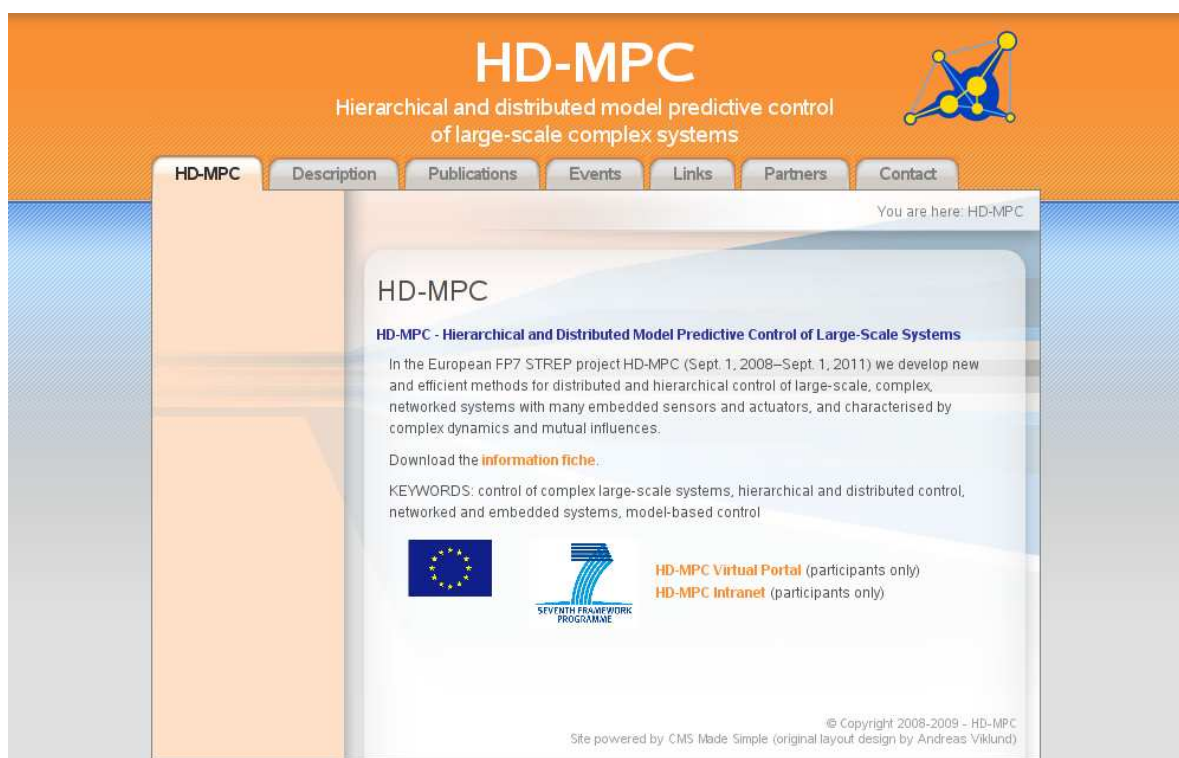 HD-MPC
Hierarchical and distributed model predictive control
of large-scale complex systems
HD-MPC Description Publications Events Links Partners Contact
You are here: HD-MPC
HD-MPC
HD-MPC - Hierarchical and Distributed Model Predictive Control of Large-Scale Systems
In the European FP7 STREP project HD-MPC (Sept. 1, 2008–Sept. 1, 2011) we develop new
and efficient methods for distributed and hierarchical control of large-scale, complex,
networked systems with many embedded sensors and actuators, and characterised by
complex dynamics and mutual influences.
Download the information fiche.
KEYWORDS: control of complex large-scale systems, hierarchical and distributed control,
networked and embedded systems, model-based control
SEVENTH FRAMEWORK
PROGRAMME
HD-MPC Virtual Portal (participants only)
HD-MPC Intranet (participants only)
© Copyright 2008-2009 - HD-MPC
Site powered by CMS Made Simple (original layout design by Andreas Viklund)